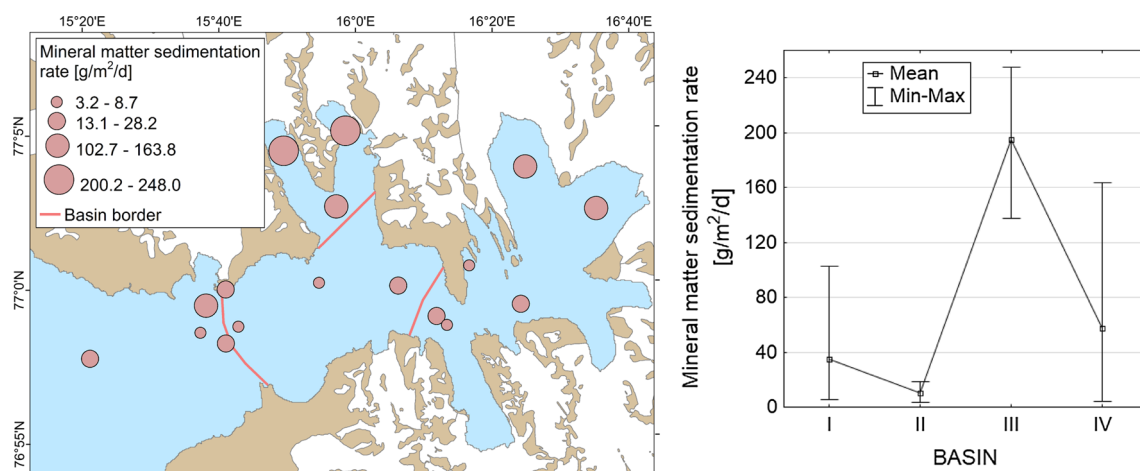 15°20'E 15°40'E 16°0'E 16°20'E 16°40'E
Mineral matter sedimentation
rate [g/m²/d]
3.2 - 8.7
13.1 - 28.2
102.7 - 163.8
200.2 - 248.0
Basin border
77°5'N
77°0'N
76°55'N
Mineral matter sedimentation rate
[g/m²/d]
240
200
160
120
80
40
0
Mean
Min-Max
I II III IV
BASIN